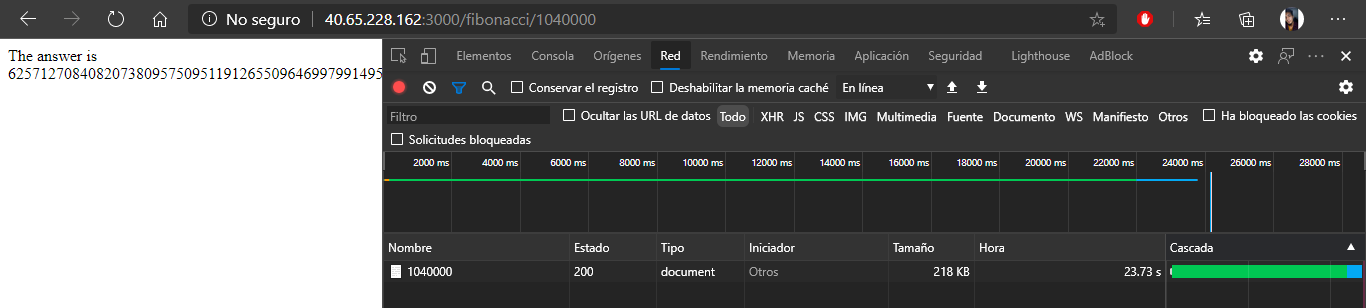 No seguro 40.65.228.162:3000/fibonacci/1040000
The answer is
62571270840820738095750951191265509646997991495
Elementos Consola Orígenes Red Rendimiento Memoria Aplicación Seguridad Lighthouse AdBlock
Conservar el registro Deshabilitar la memoria caché En línea
Filtro Ocultar las URL de datos Todo XHR JS CSS IMG Multimedia Fuente Documento WS Manifiesto Otros Ha bloqueado las cookies
Solicitudes bloqueadas
2000 ms 4000 ms 6000 ms 8000 ms 10000 ms 12000 ms 14000 ms 16000 ms 18000 ms 20000 ms 22000 ms 24000 ms 26000 ms 28000 ms
Nombre Estado Tipo Iniciador Tamaño Hora Cascada
1040000 200 document Otros 218 KB 23.73 s